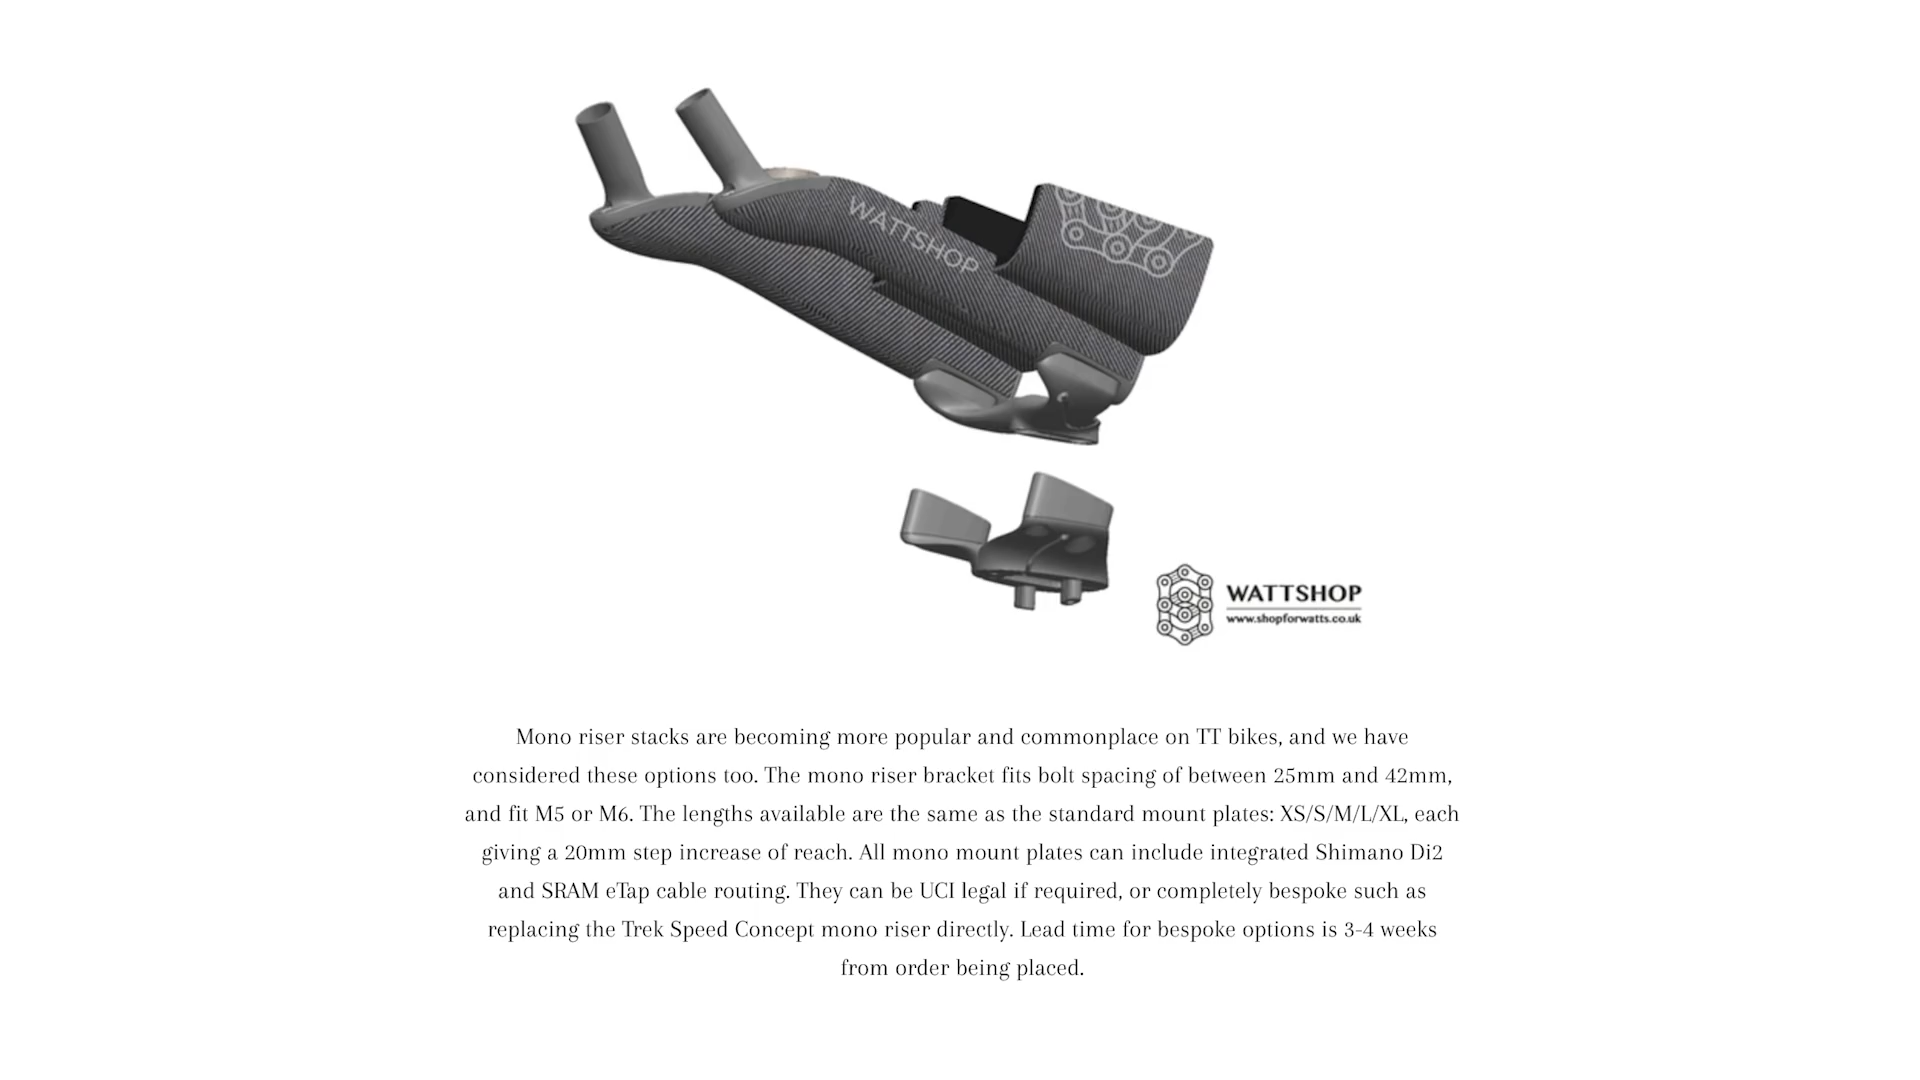 WATTSHOP
WATTSHOP
www.shopforwatts.co.uk
Mono riser stacks are becoming more popular and commonplace on TT bikes, and we have
considered these options too. The mono riser bracket fits bolt spacing of between 25mm and 42mm,
and fit M5 or M6. The lengths available are the same as the standard mount plates: XS/S/M/L/XL, each
giving a 20mm step increase of reach. All mono mount plates can include integrated Shimano Di2
and SRAM eTap cable routing. They can be UCI legal if required, or completely bespoke such as
replacing the Trek Speed Concept mono riser directly. Lead time for bespoke options is 3-4 weeks
from order being placed.